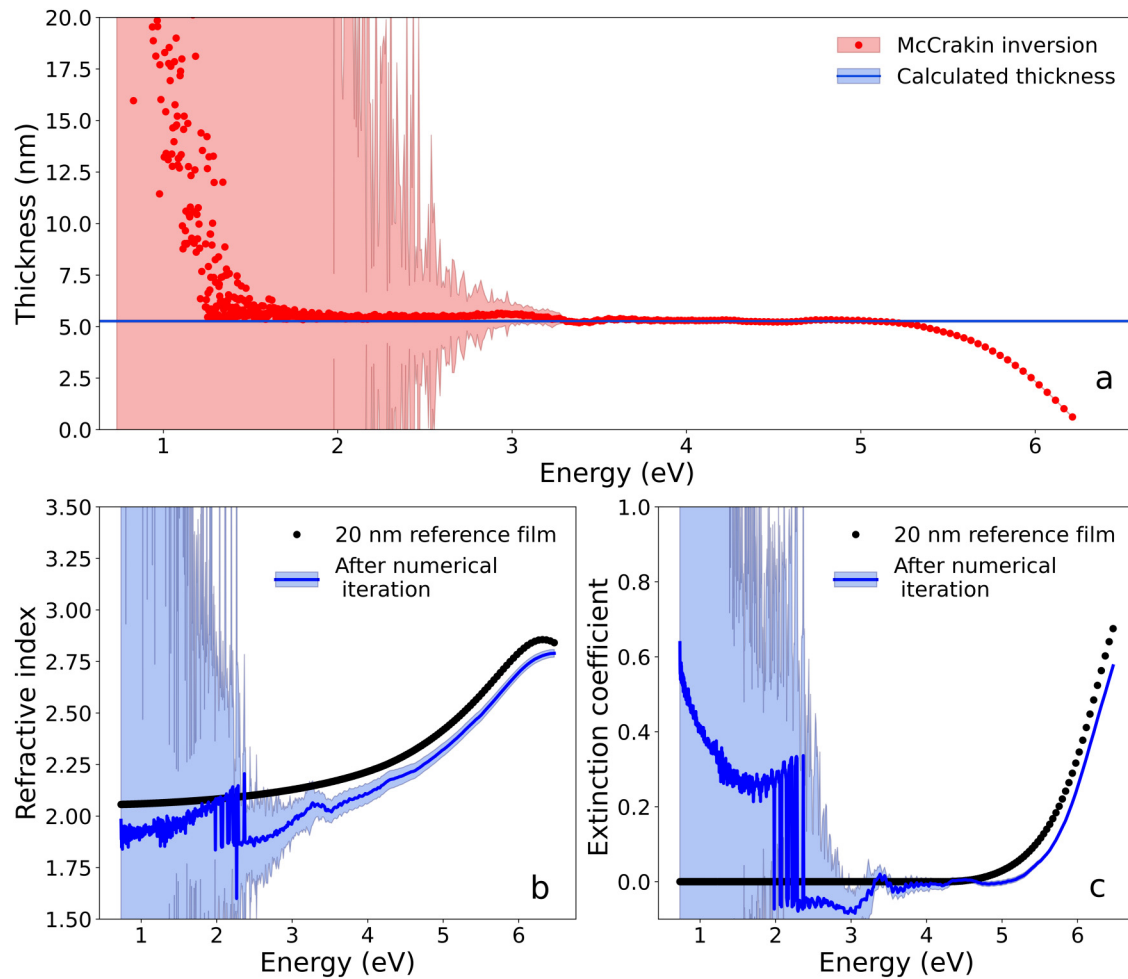 20.0
17.5
15.0
12.5
10.0
7.5
5.0
2.5
0.0
Thickness (nm)
McCrakin inversion
Calculated thickness
a
1 2 3 4 5 6
Energy (eV)
3.50
3.25
3.00
2.75
2.50
2.25
2.00
1.75
1.50
Refractive index
20 nm reference film
After numerical
iteration
b
1 2 3 4 5 6
Energy (eV)
1.0
0.8
0.6
0.4
0.2
0.0
Extinction coefficient
20 nm reference film
After numerical
iteration
c
1 2 3 4 5 6
Energy (eV)